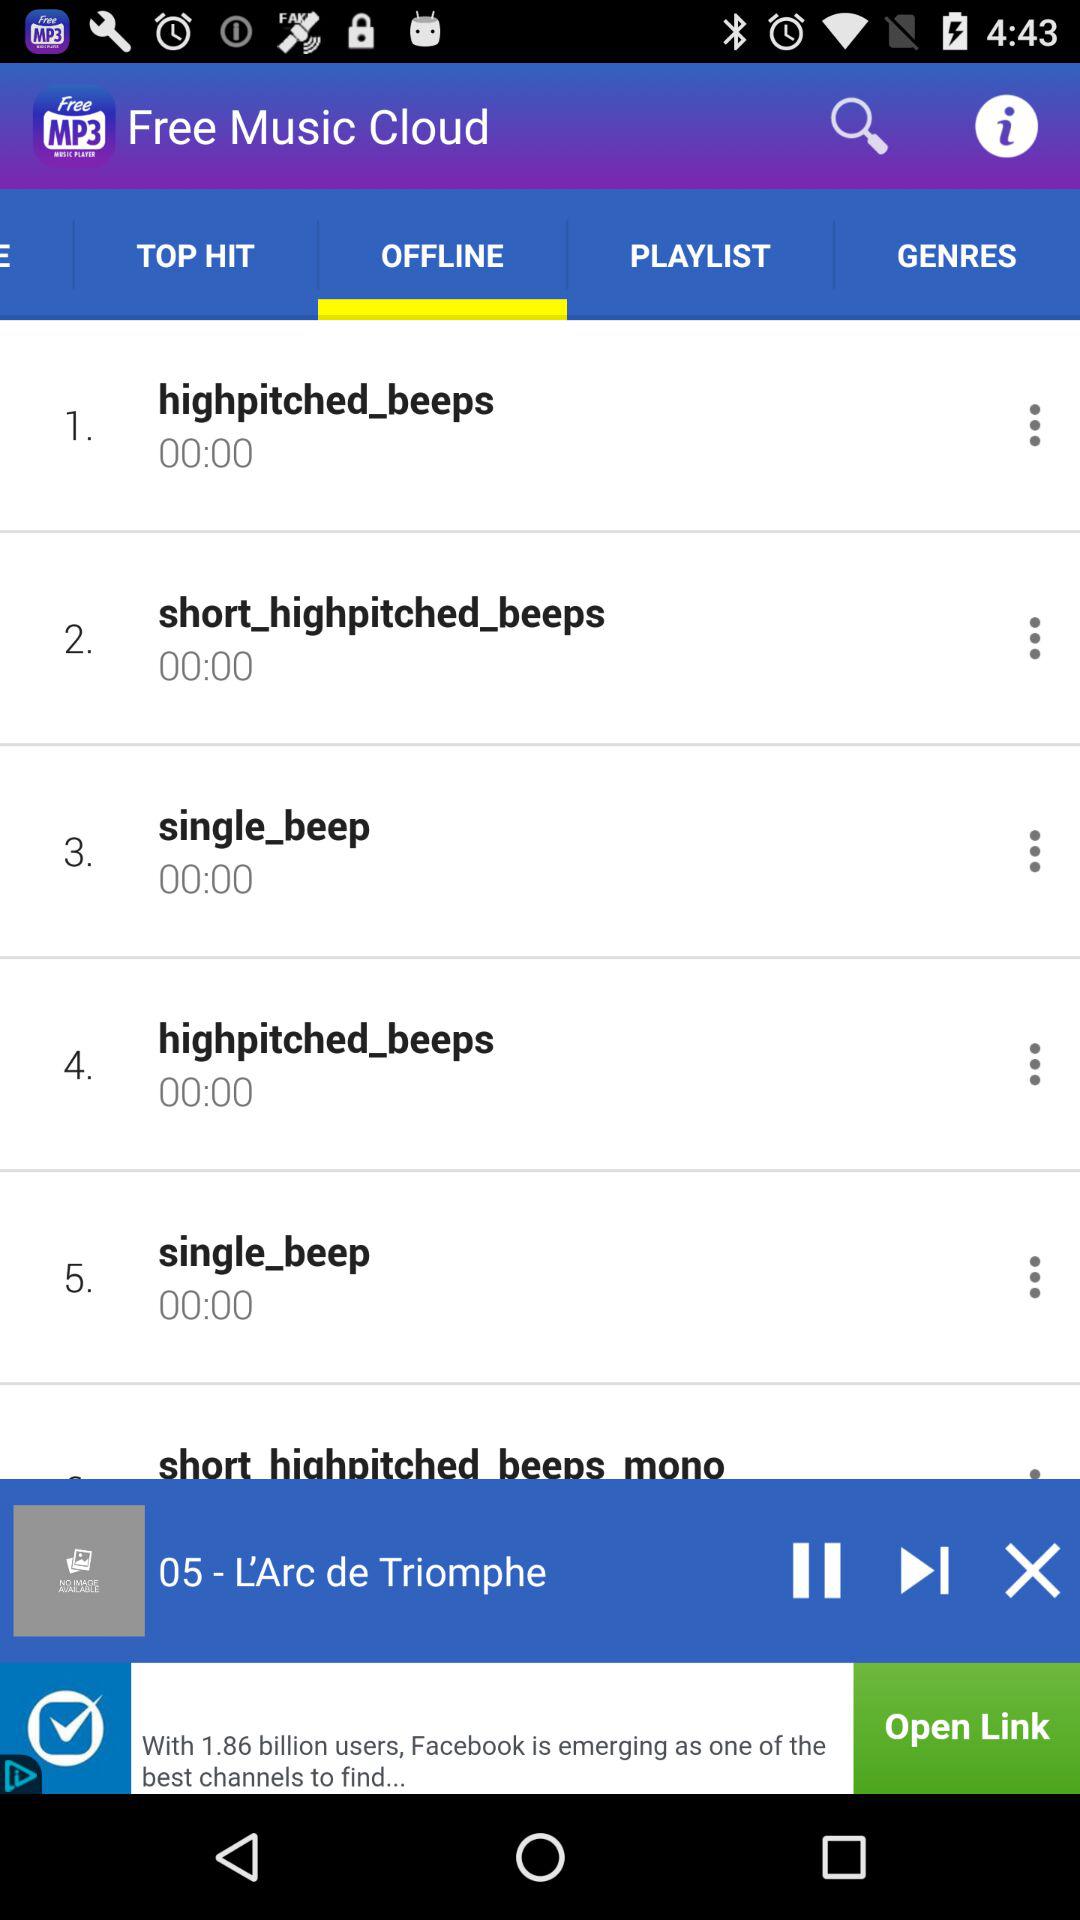 FAKE
4:43
Free
MP3
MUSIC PLAYER
Free Music Cloud
E
TOP HIT
OFFLINE
PLAYLIST
GENRES
1.
highpitched_beeps
00:00
2.
short_highpitched_beeps
00:00
3.
single_beep
00:00
4.
highpitched_beeps
00:00
5.
single_beep
00:00
short_highpitched_beeps_mono
NO IMAGE
AVAILABLE
05 - L’Arc de Triomphe
With 1.86 billion users, Facebook is emerging as one of the
best channels to find...
Open Link